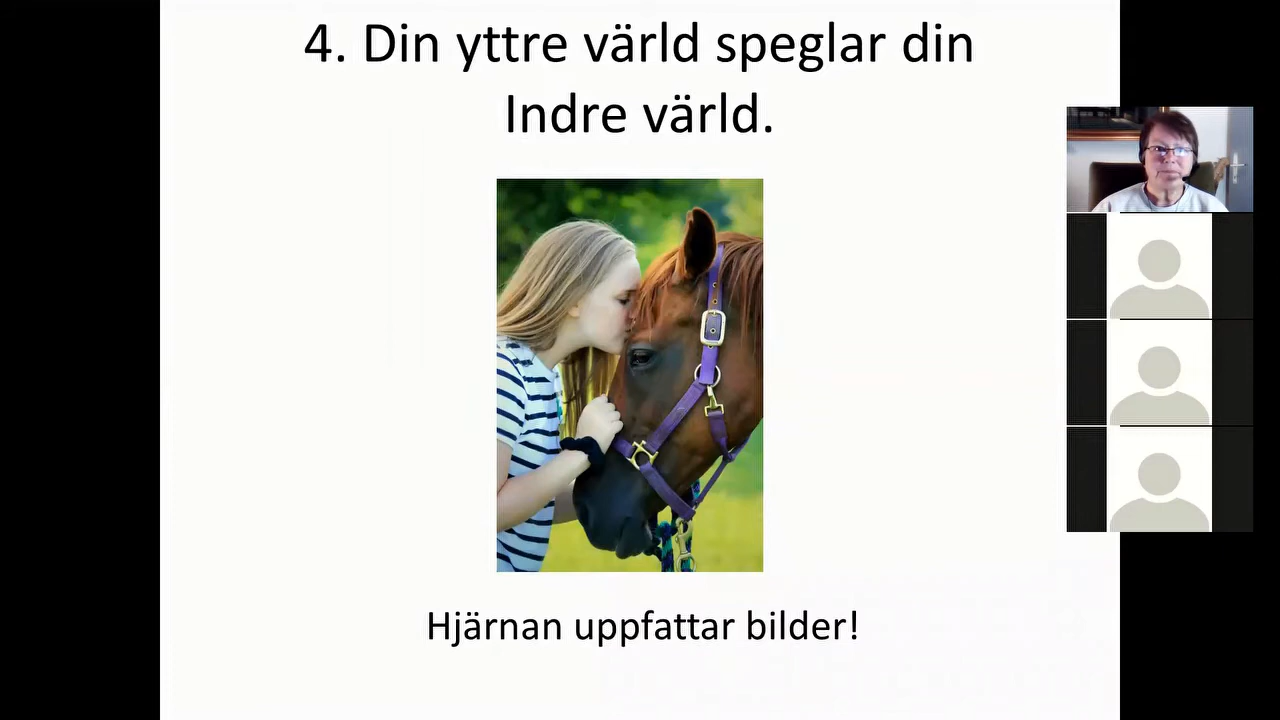 4. Din yttre värld speglar din
Indre värld.
Hjärnan uppfattar bilder!